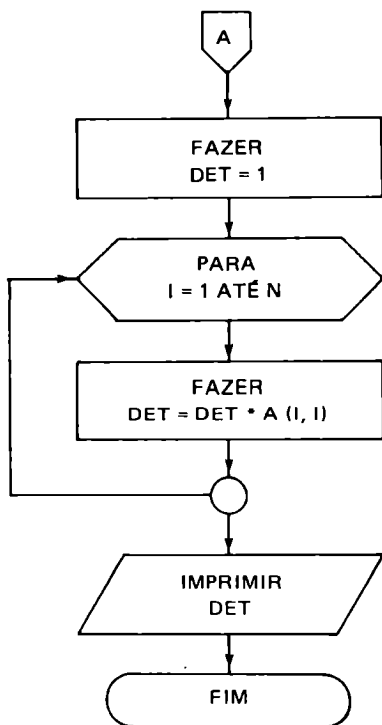 A
FAZER
DET = 1
PARA
I = 1 ATÉ N
FAZER
DET = DET * A (I, I)
IMPRIMIR
DET
FIM